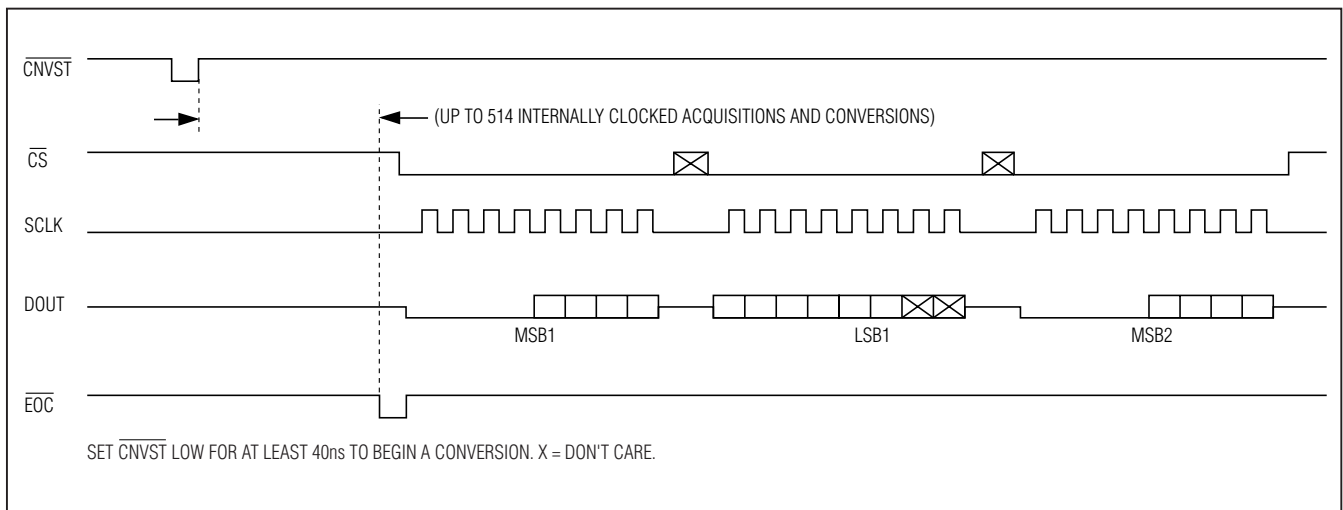 CNVST
(UP TO 514 INTERNALLY CLOCKED ACQUISITIONS AND CONVERSIONS)
CS
SCLK
DOUT
MSB1 LSB1 MSB2
EOC
SET CNVST LOW FOR AT LEAST 40ns TO BEGIN A CONVERSION. X = DON'T CARE.